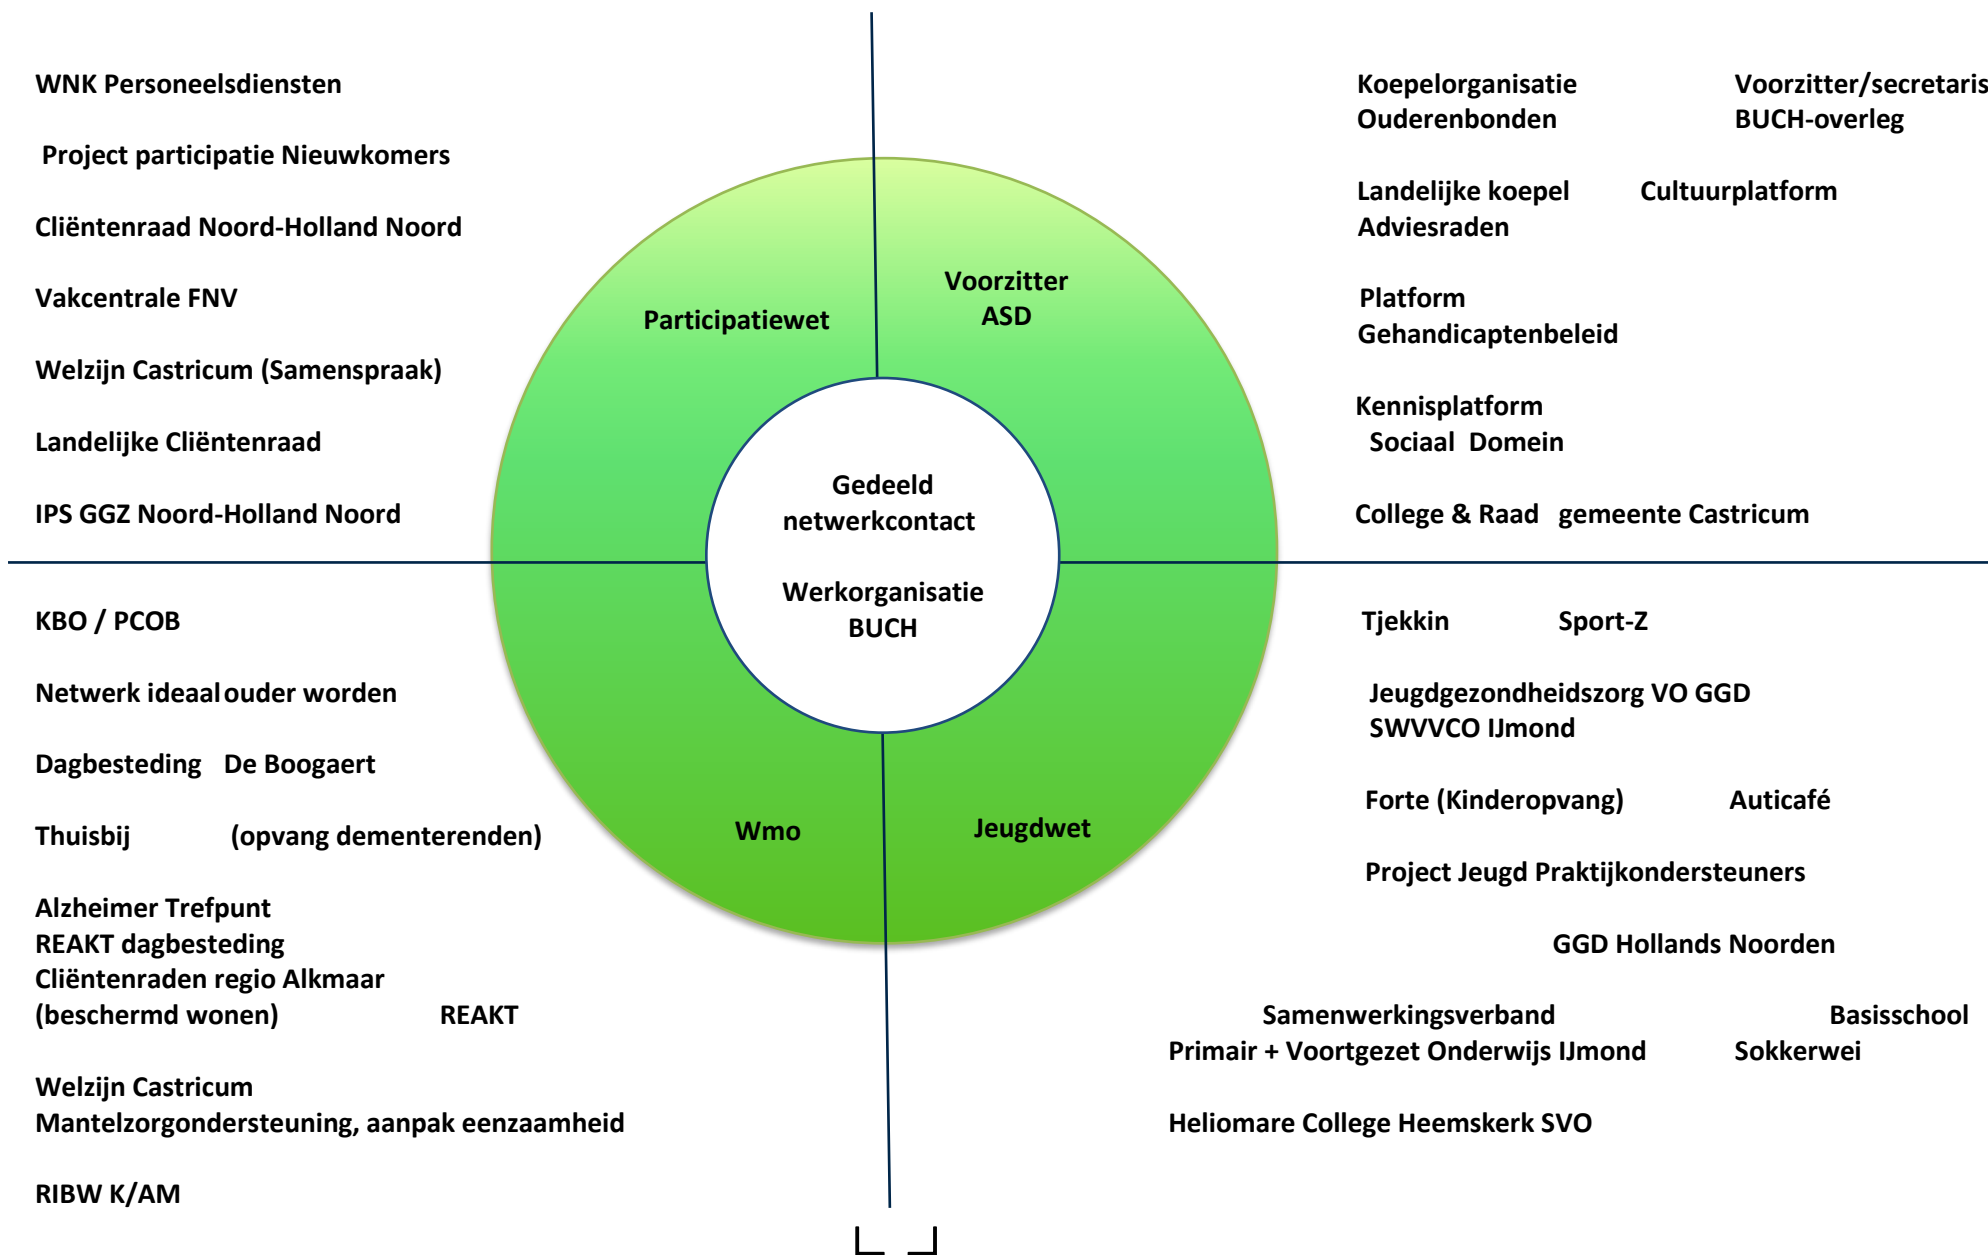 WNK Personeelsdiensten
Project participatie Nieuwkomers
Cliëntenraad Noord-Holland Noord
Vakcentrale FNV
Welzijn Castricum (Samenspraak)
Landelijke Cliëntenraad
IPS GGZ Noord-Holland Noord
Participatiewet
Voorzitter
ASD
Koepelorganisatie Voorzitter/secretaris
Ouderenbonden BUCH-overleg
Landelijke koepel Cultuurplatform
Adviesraden
Platform
Gehandicaptenbeleid
Kennisplatform
Sociaal Domein
College & Raad gemeente Castricum
Gedeeld
netwerkcontact
Werkorganisatie
BUCH
KBO / PCOB
Netwerk ideaal ouder worden
Dagbesteding De Boogaert
Thuisbij (opvang dementerenden)
Alzheimer Trefpunt
REAKT dagbesteding
Cliëntenraden regio Alkmaar
(beschermd wonen) REAKT
Welzijn Castricum
Mantelzorgondersteuning, aanpak eenzaamheid
RIBW K/AM
Wmo
Jeugdwet
Tjekkin Sport-Z
Jeugdgezondheidszorg VO GGD
SWVVCO IJmond
Forte (Kinderopvang) Auticafé
Project Jeugd Praktijkondersteuners
GGD Hollands Noorden
Samenwerkingsverband Basisschool
Primair + Voortgezet Onderwijs IJmond Sokkerwei
Heliomare College Heemskerk SVO